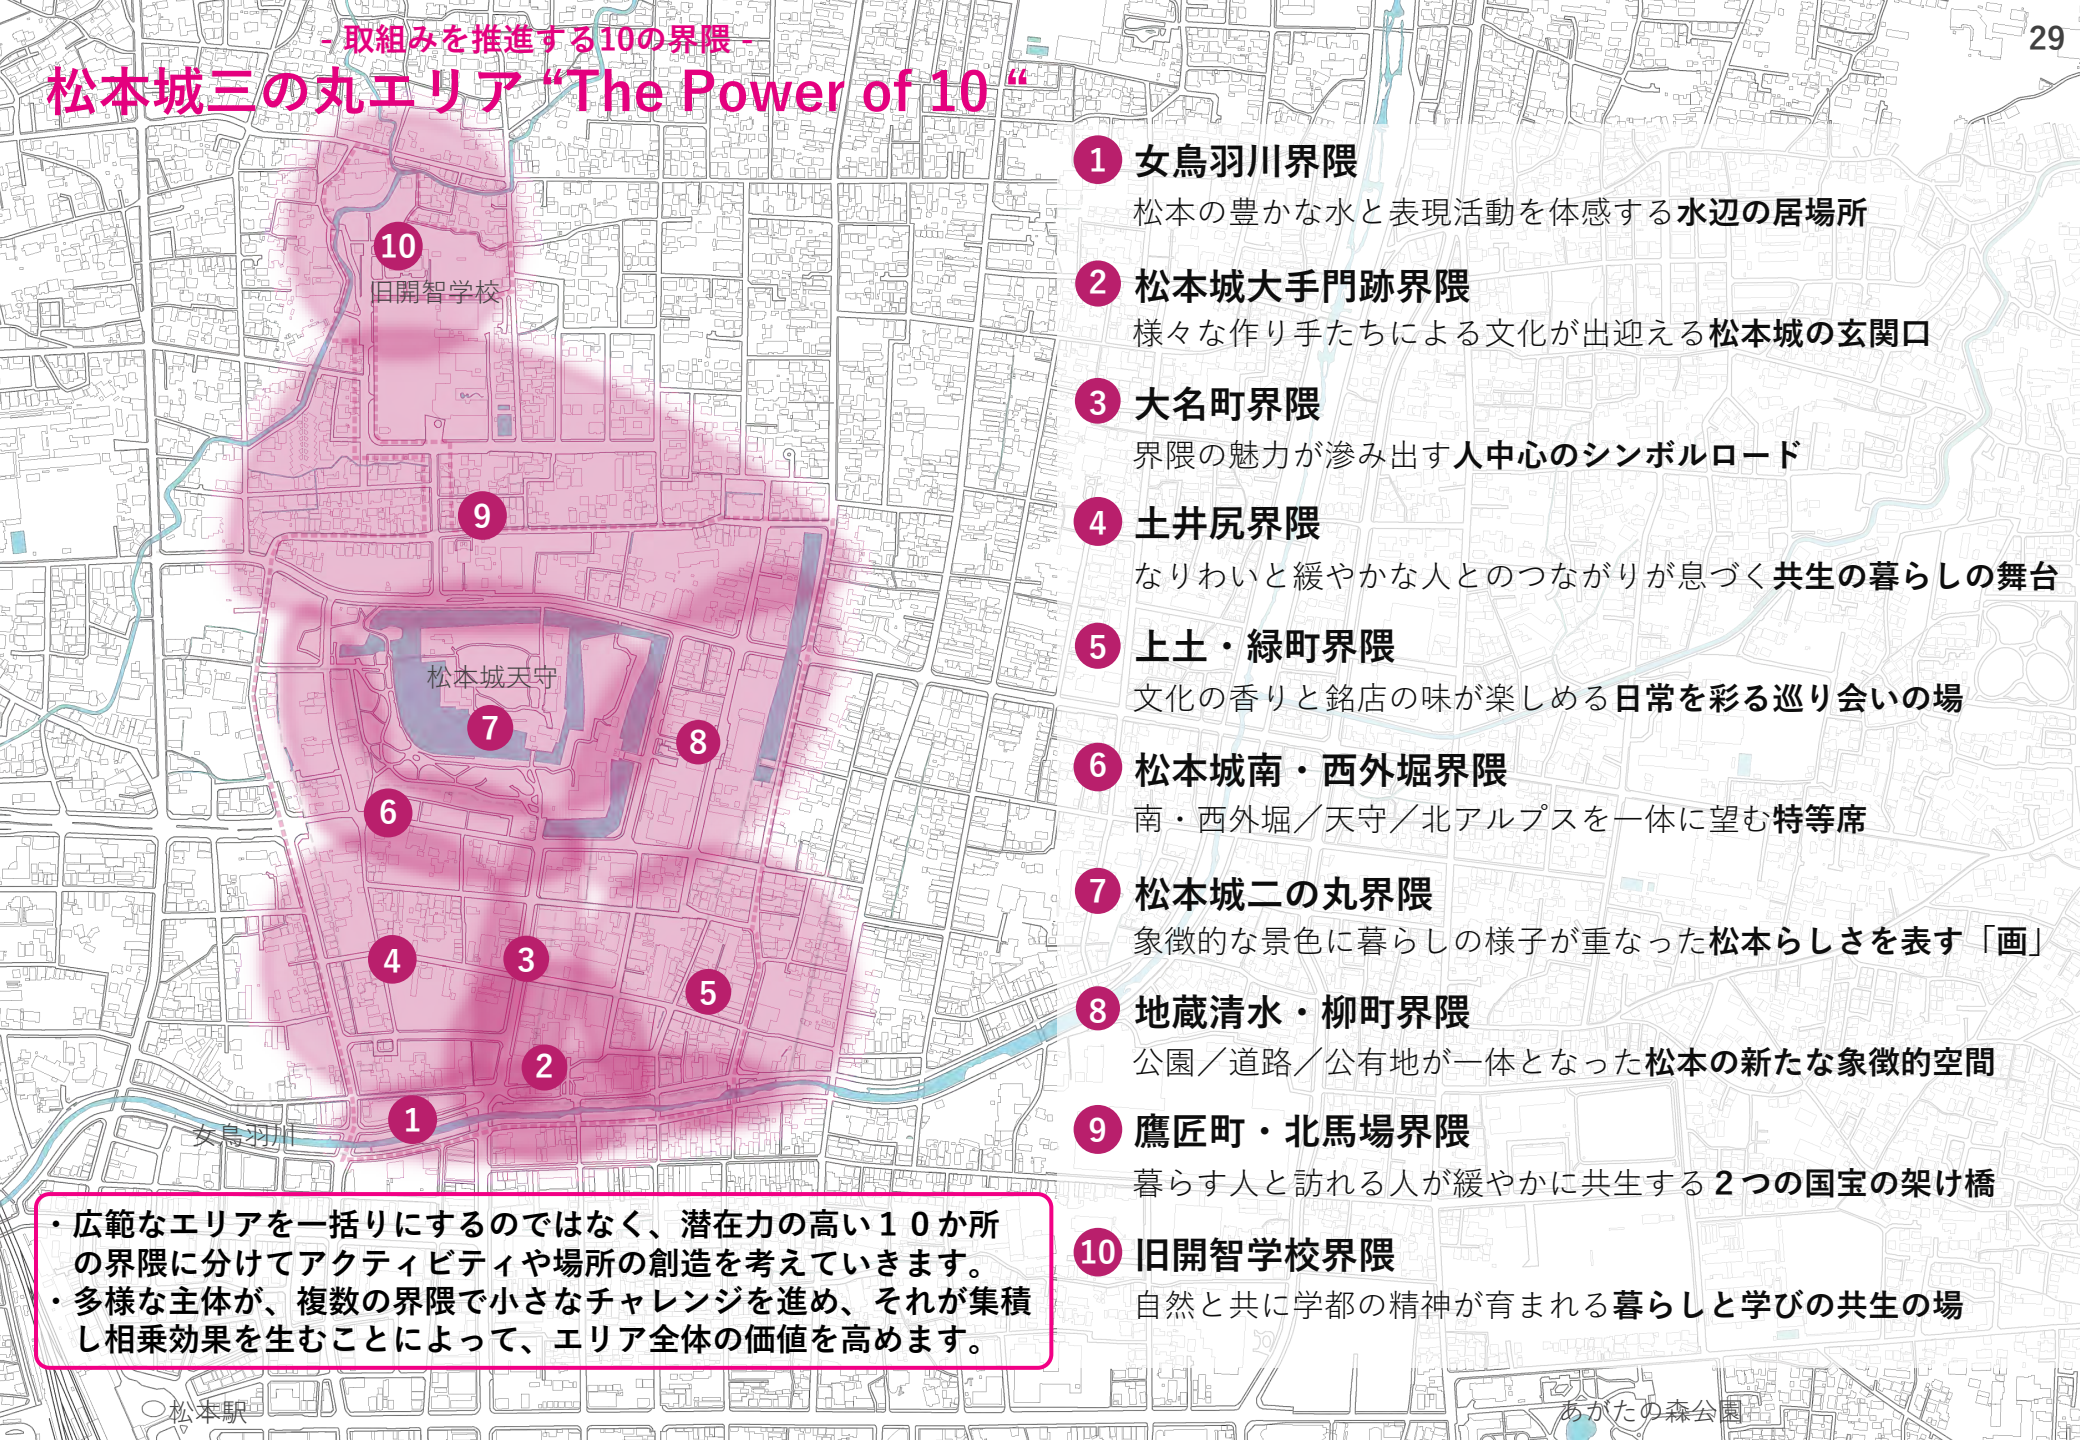 - 取組みを推進する10の界隈 -
29
松本城三の丸エリア “The Power of 10 “
10
旧開智学校
9
松本城天守
7
8
6
4
3
5
2
1
女鳥羽川
1 女鳥羽川界隈
松本の豊かな水と表現活動を体感する水辺の居場所
2 松本城大手門跡界隈
様々な作り手たちによる文化が出迎える松本城の玄関口
3 大名町界隈
界隈の魅力が滲み出す人中心のシンボルロード
4 土井尻界隈
なりわいと緩やかな人とのつながりが息づく共生の暮らしの舞台
5 上土・緑町界隈
文化の香りと銘店の味が楽しめる日常を彩る巡り会いの場
6 松本城南・西外堀界隈
南・西外堀／天守／北アルプスを一体に望む特等席
7 松本城二の丸界隈
象徴的な景色に暮らしの様子が重なった松本らしさを表す「画」
8 地蔵清水・柳町界隈
公園／道路／公有地が一体となった松本の新たな象徴的空間
9 鷹匠町・北馬場界隈
暮らす人と訪れる人が緩やかに共生する２つの国宝の架け橋
10 旧開智学校界隈
自然と共に学都の精神が育まれる暮らしと学びの共生の場
・広範なエリアを一括りにするのではなく、潜在力の高い１０か所
の界隈に分けてアクティビティや場所の創造を考えていきます。
・多様な主体が、複数の界隈で小さなチャレンジを進め、それが集積
し相乗効果を生むことによって、エリア全体の価値を高めます。
松本駅
あがたの森公園